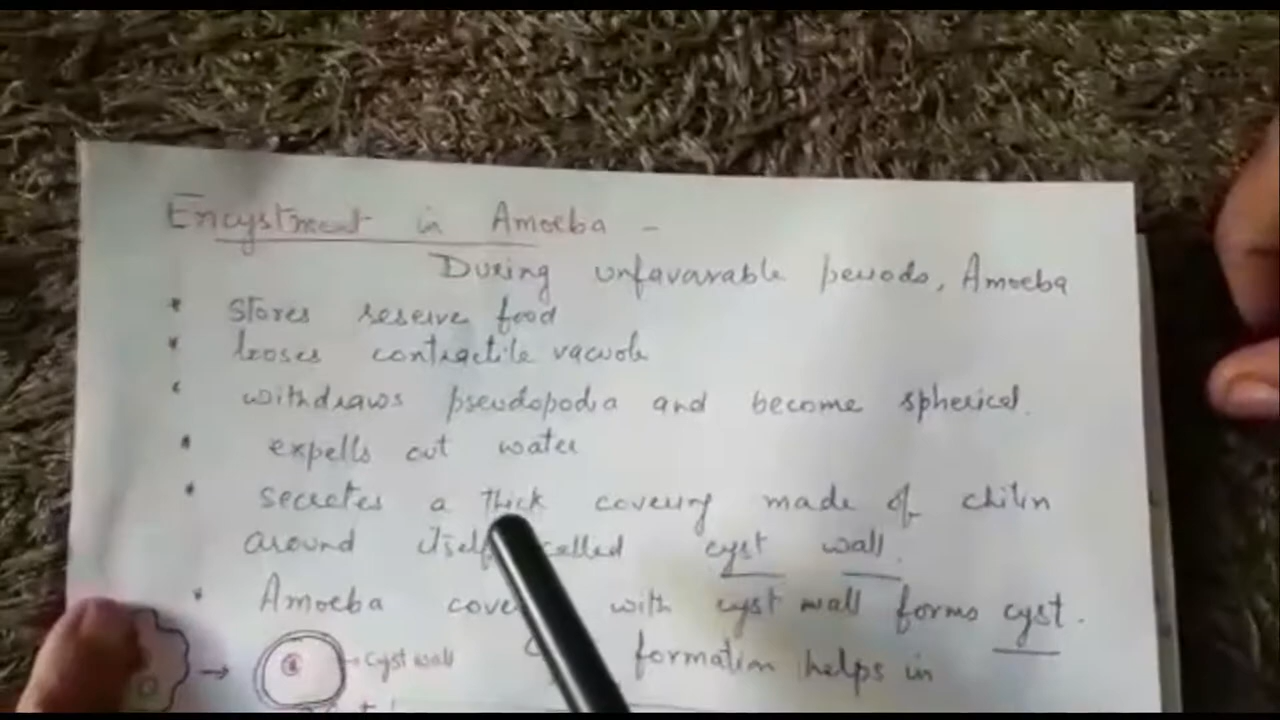 Encystment in Amoeba -
During unfavarable periods, Amoeba
* stores reserve food
* looses contractile vacuole
* withdraws pseudopodia and become spherical.
* expells out water
* secretes a thick covering made of chitin
around itself called cyst wall.
* Amoeba with cyst wall forms cyst.
formation helps in
cyst wall